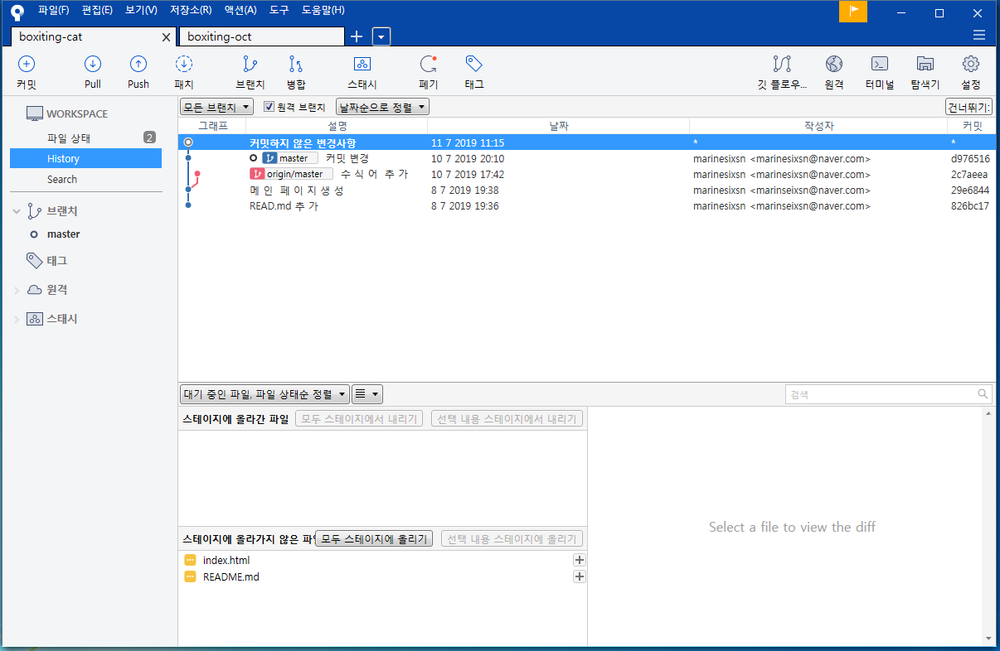 파일(F) 편집(E) 보기(V) 저장소(R) 액션(A) 도구 도움말(H)
boxiting-cat boxiting-oct
커밋 Pull Push 패치 브랜치 병합 스태시 폐기 태그 깃 플로우... 원격 터미널 탐색기 설정
WORKSPACE
파일 상태 2
History
Search
브랜치
master
태그
원격
스태시
모든 브랜치 원격 브랜치 날짜순으로 정렬 건너뛰기:
그래프 설명 날짜 작성자 커밋
커밋하지 않은 변경사항 11 7 2019 11:15 * *
master 커밋 변경 10 7 2019 20:10 marinesixsn <marinesixsn@naver.com> d976516
origin/master 수 식 어 추 가 10 7 2019 17:42 marinesixsn <marinesixsn@naver.com> 2c7aeea
메 인 페 이 지 생 성 8 7 2019 19:38 marinesixsn <marinseixsn@naver.com> 29e6844
READ.md 추 가 8 7 2019 19:36 marinesixsn <marinseixsn@naver.com> 826bc17
대기 중인 파일, 파일 상태순 정렬 검색
스테이지에 올라간 파일 모두 스테이지에서 내리기 선택 내용 스테이지에서 내리기
스테이지에 올라가지 않은 파일 모두 스테이지에 올리기 선택 내용 스테이지에 올리기
index.html
README.md
Select a file to view the diff